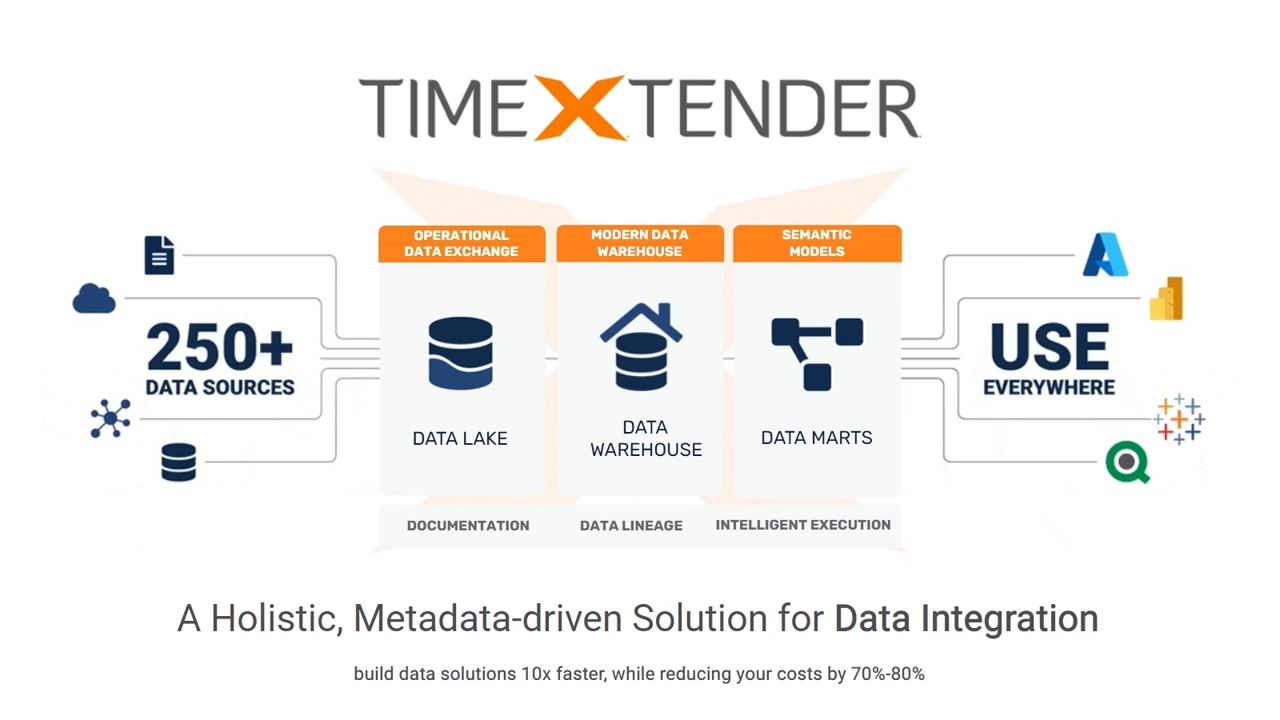 TIMEXTENDER
OPERATIONAL
DATA EXCHANGE
MODERN DATA
WAREHOUSE
SEMANTIC
MODELS
250+
DATA SOURCES
DATA LAKE
DATA
WAREHOUSE
DATA MARTS
USE
EVERYWHERE
DOCUMENTATION
DATA LINEAGE
INTELLIGENT EXECUTION
A Holistic, Metadata-driven Solution for Data Integration
build data solutions 10x faster, while reducing your costs by 70%-80%